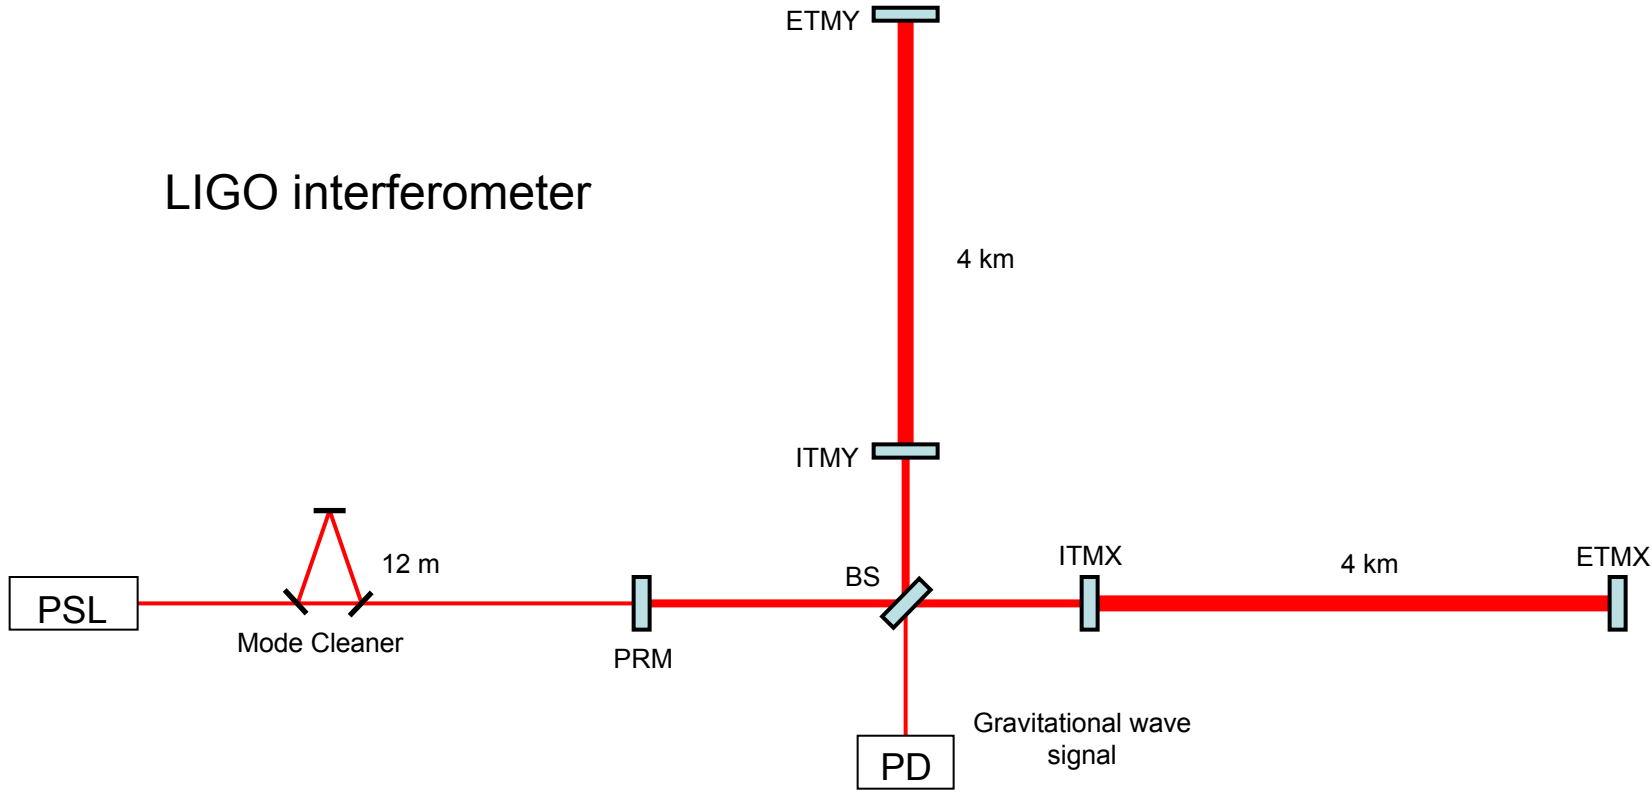 ETMY
LIGO interferometer
4 km
ITMY
12 m
ITMX
4 km
ETMX
BS
PSL
Mode Cleaner
PRM
Gravitational wave
signal
PD